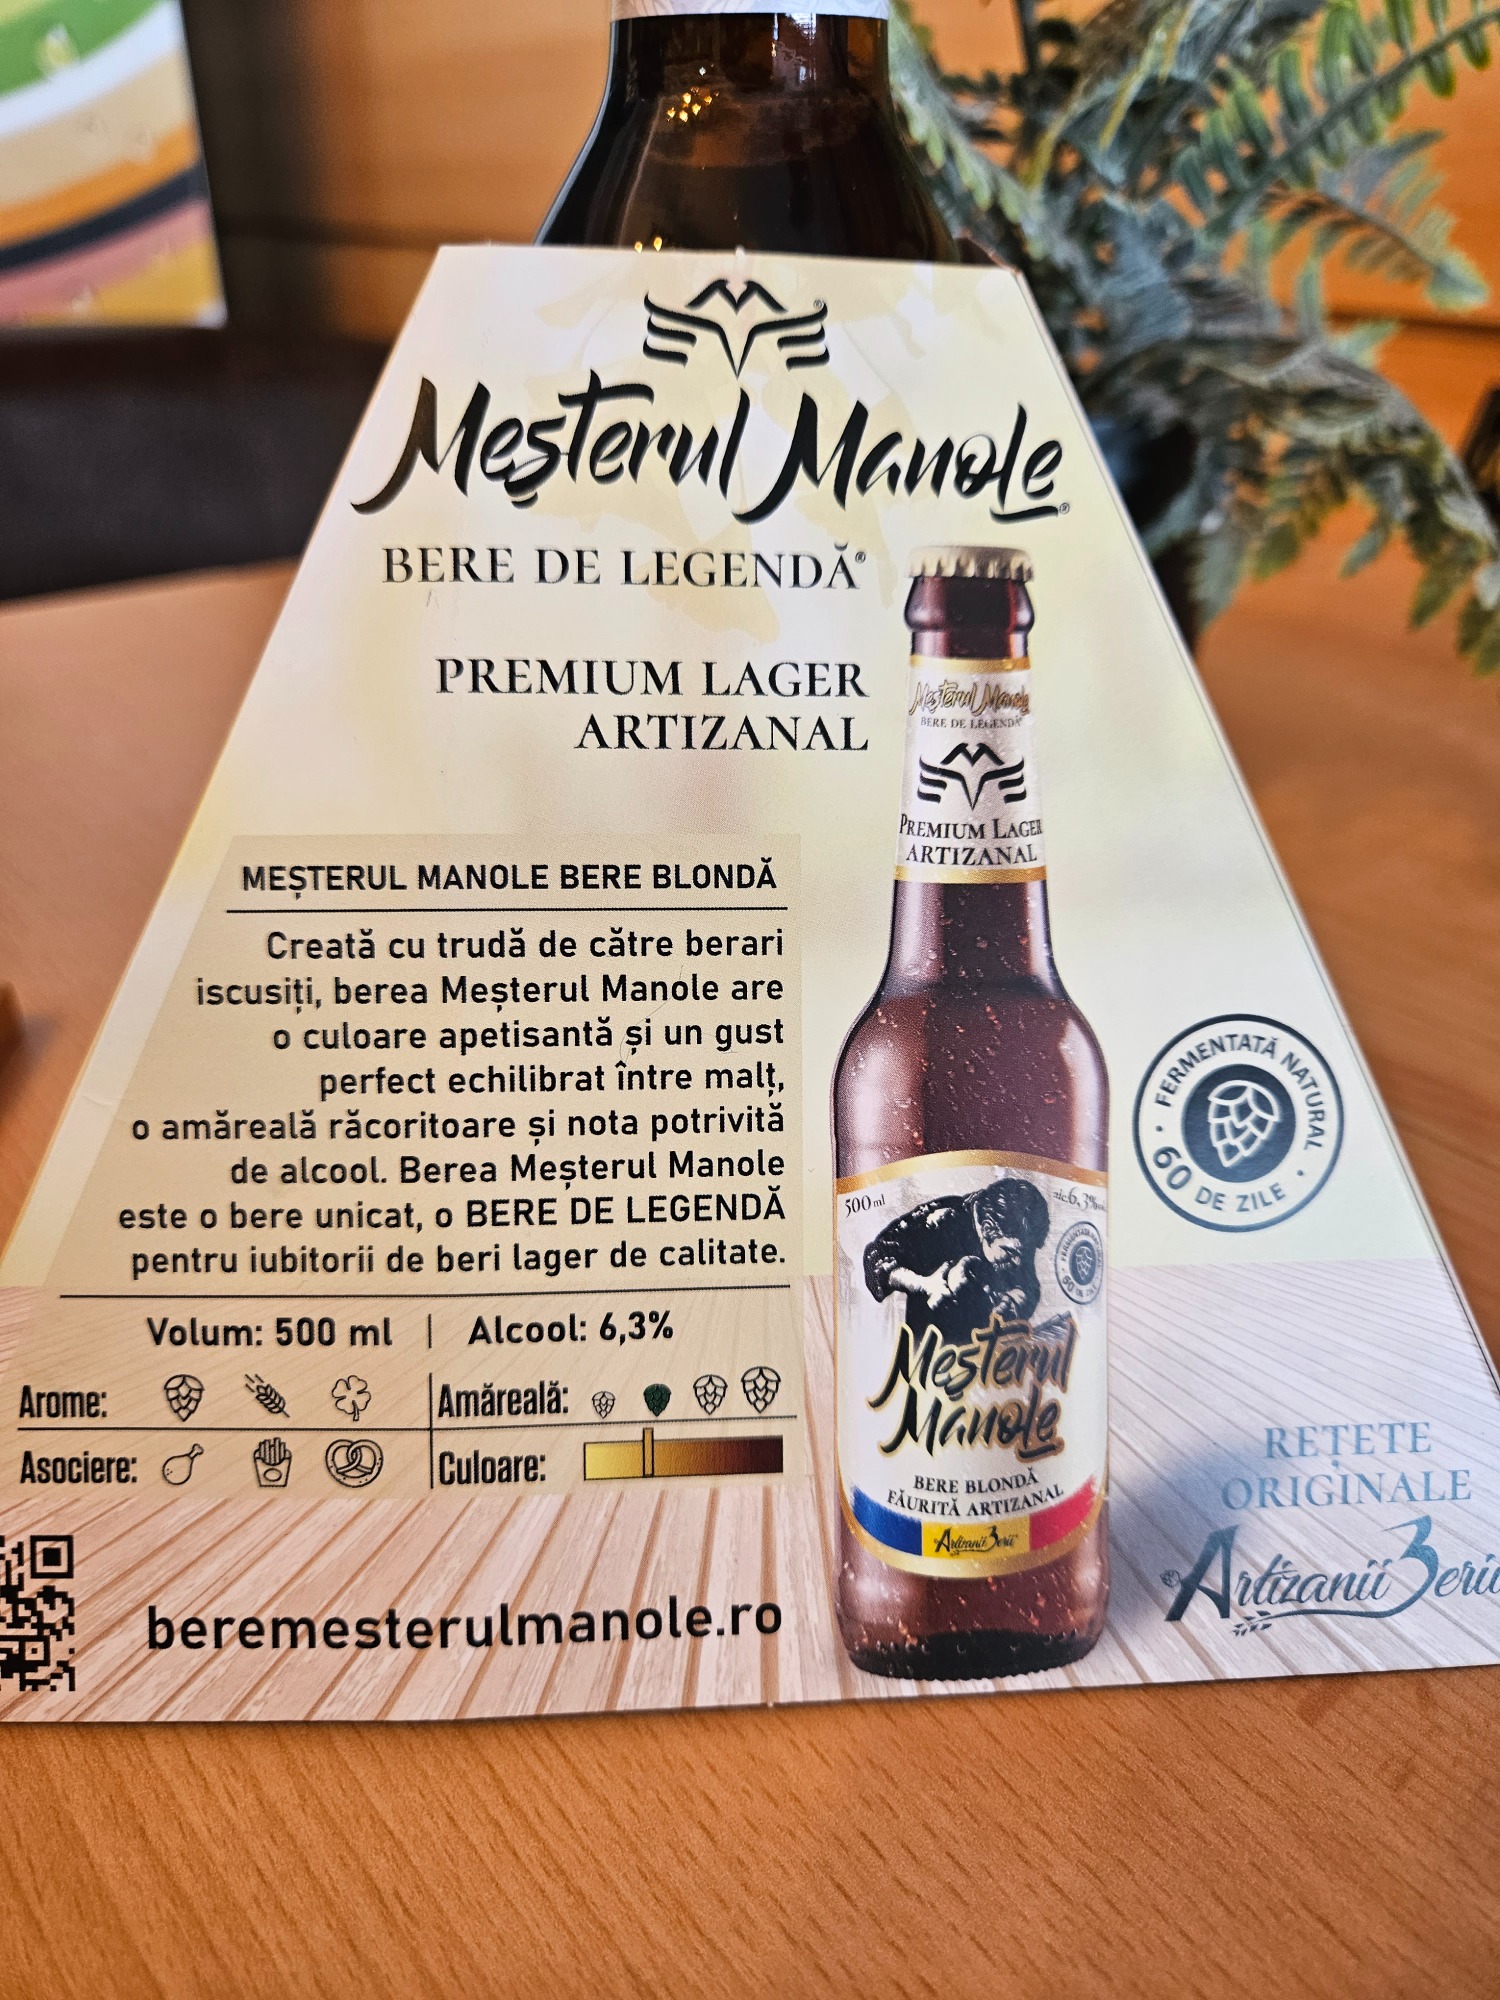 Meșterul Manole
BERE DE LEGENDĂ®
PREMIUM LAGER
ARTIZANAL
MEȘTERUL MANOLE BERE BLONDĂ
Creată cu trudă de către berari
iscusiți, berea Meșterul Manole are
o culoare apetisantă și un gust
perfect echilibrat între malț,
o amăreală răcoritoare și nota potrivită
de alcool. Berea Meșterul Manole
este o bere unicat, o BERE DE LEGENDĂ
pentru iubitorii de beri lager de calitate.
Volum: 500 ml | Alcool: 6,3%
Arome:
Amăreală:
Asociere:
Culoare:
beremesterulmanole.ro
Meșterul Manole
BERE DE LEGENDĂ
PREMIUM LAGER
ARTIZANAL
500 ml
6,3%
Meșterul
Manole
BERE BLONDĂ
FĂURITĂ ARTIZANAL
Artizanii Berii
FERMENTATĂ NATURAL
60 DE ZILE
REȚETE
ORIGINALE
Artizanii Berii